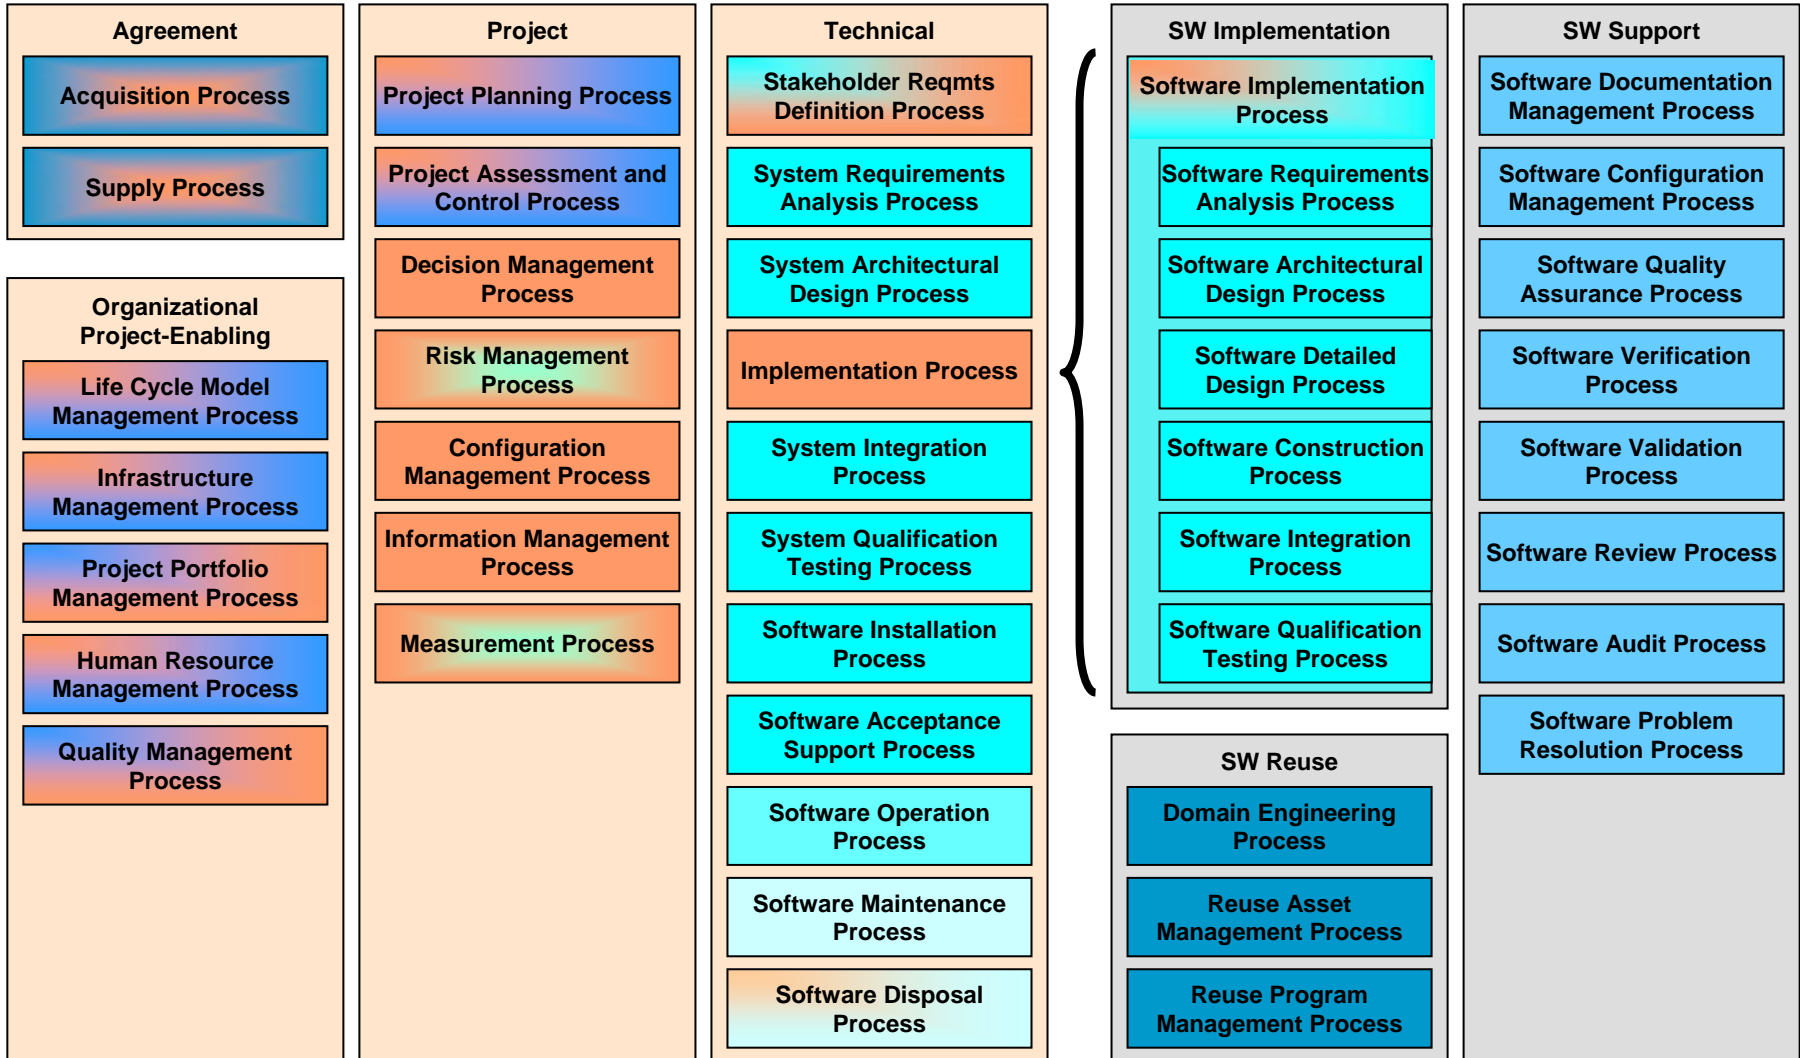 Agreement
Acquisition Process
Supply Process
Organizational
Project-Enabling
Life Cycle Model
Management Process
Infrastructure
Management Process
Project Portfolio
Management Process
Human Resource
Management Process
Quality Management
Process
Project
Project Planning Process
Project Assessment and
Control Process
Decision Management
Process
Risk Management
Process
Configuration
Management Process
Information Management
Process
Measurement Process
Technical
Stakeholder Reqmts
Definition Process
System Requirements
Analysis Process
System Architectural
Design Process
Implementation Process
System Integration
Process
System Qualification
Testing Process
Software Installation
Process
Software Acceptance
Support Process
Software Operation
Process
Software Maintenance
Process
Software Disposal
Process
SW Implementation
Software Implementation
Process
Software Requirements
Analysis Process
Software Architectural
Design Process
Software Detailed
Design Process
Software Construction
Process
Software Integration
Process
Software Qualification
Testing Process
SW Reuse
Domain Engineering
Process
Reuse Asset
Management Process
Reuse Program
Management Process
SW Support
Software Documentation
Management Process
Software Configuration
Management Process
Software Quality
Assurance Process
Software Verification
Process
Software Validation
Process
Software Review Process
Software Audit Process
Software Problem
Resolution Process